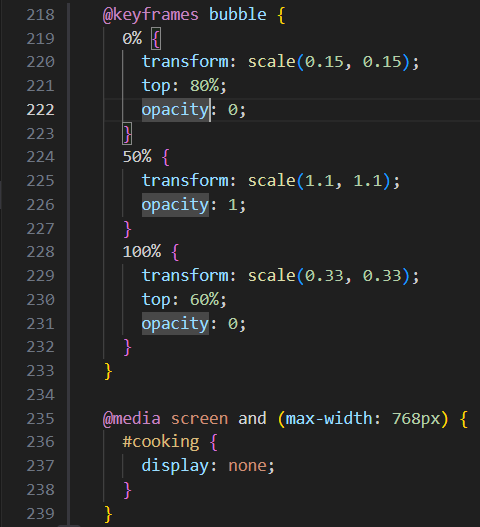 218 @keyframes bubble {
219 0% {
220 transform: scale(0.15, 0.15);
221 top: 80%;
222 opacity: 0;
223 }
224 50% {
225 transform: scale(1.1, 1.1);
226 opacity: 1;
227 }
228 100% {
229 transform: scale(0.33, 0.33);
230 top: 60%;
231 opacity: 0;
232 }
233 }
234
235 @media screen and (max-width: 768px) {
236 #cooking {
237 display: none;
238 }
239 }